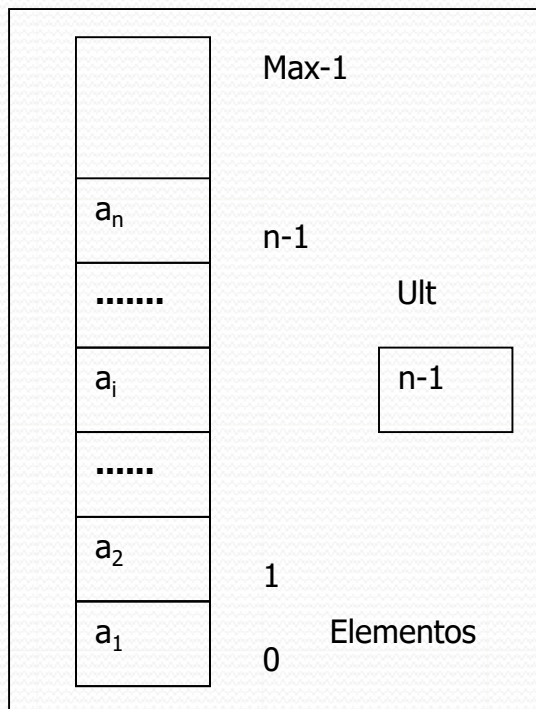 Max-1
aₙ
n-1
.......
Ult
aᵢ
n-1
......
a₂
1
a₁
Elementos
0